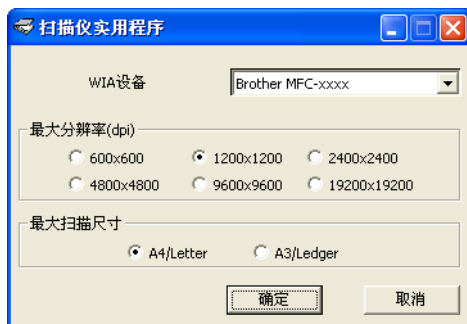 扫描仪实用程序
WIA设备 Brother MFC-xxxx
最大分辨率(dpi)
600x600 1200x1200 2400x2400
4800x4800 9600x9600 19200x19200
最大扫描尺寸
A4/Letter A3/Ledger
确定 取消